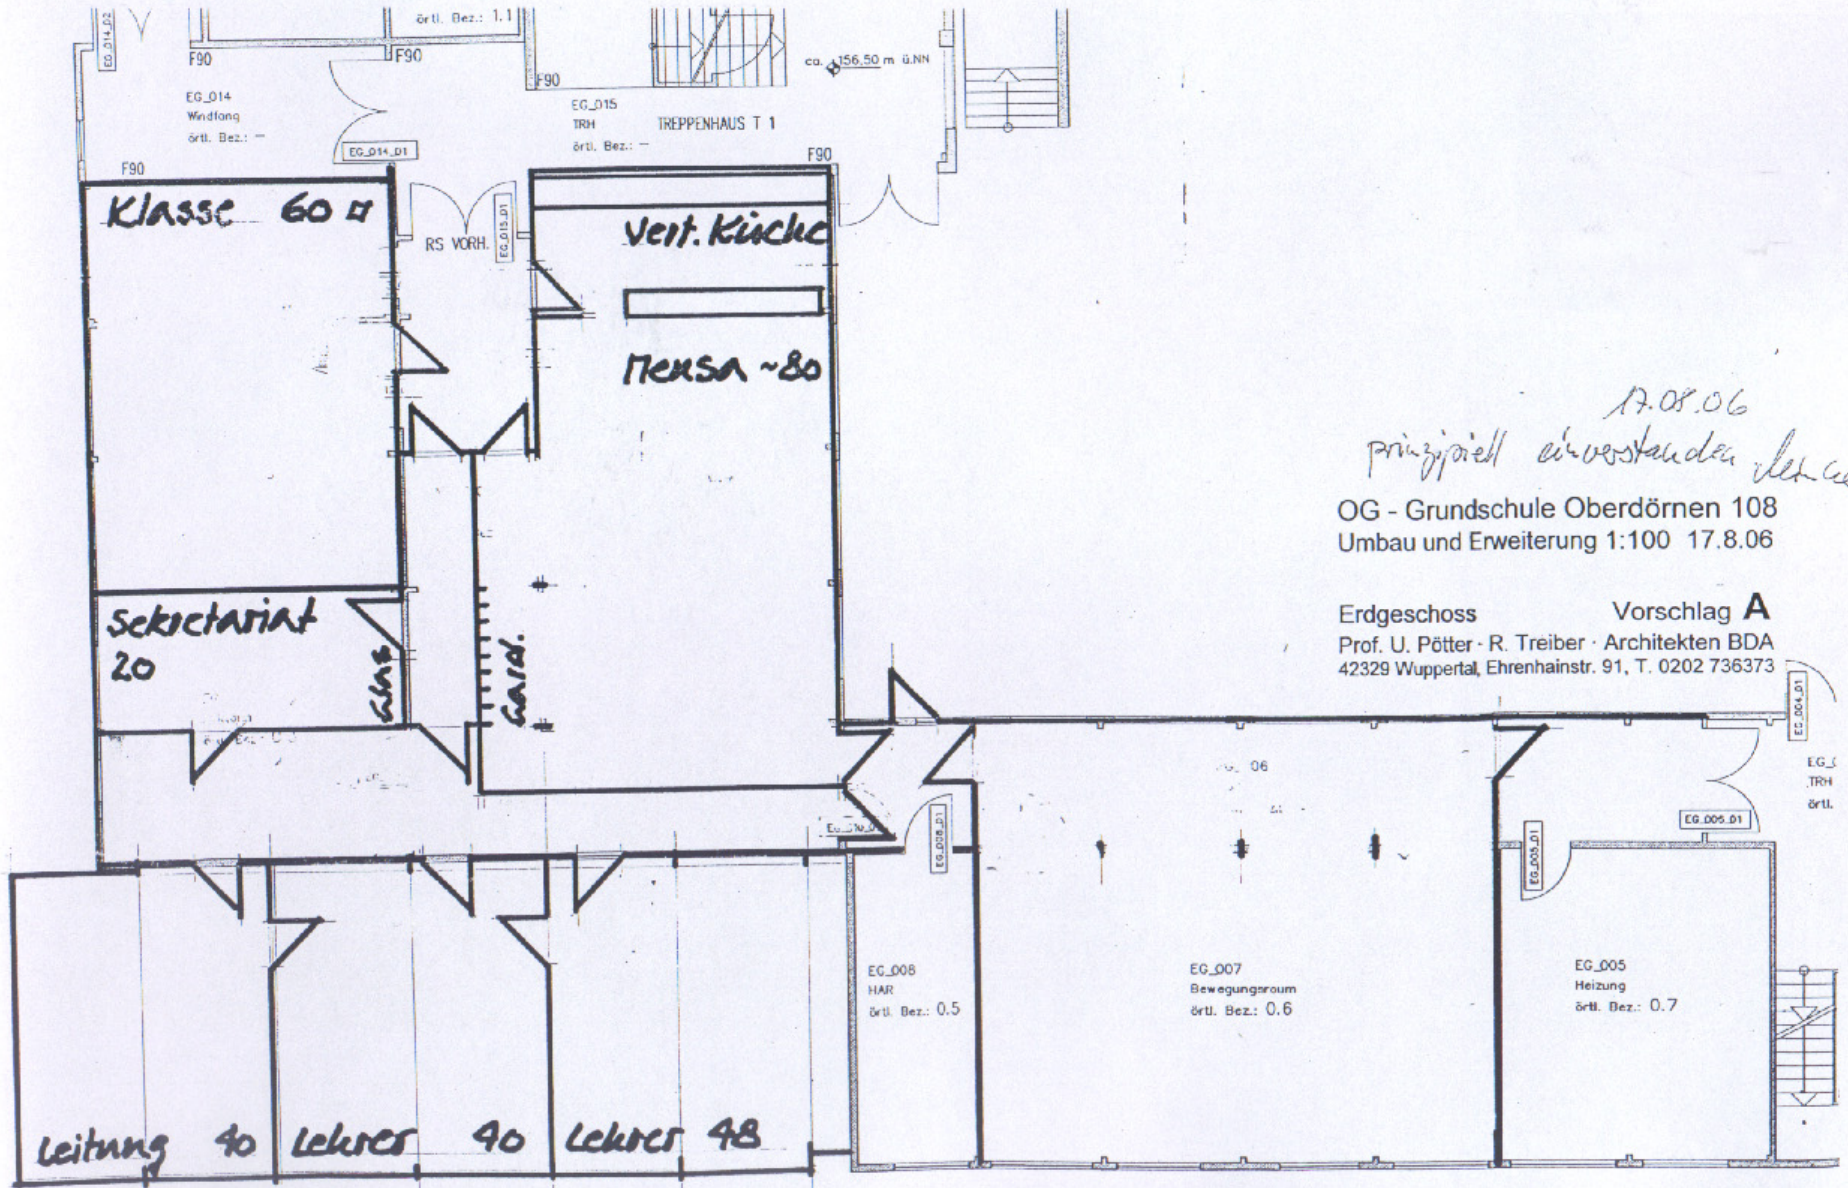 EG_014_02
örtl. Bez.: 1.1
F90
F90
F90
ca. 156,50 m ü.NN
EG_014
Windfang
örtl. Bez.: —
EG_015
TRH
örtl. Bez.: —
TREPPENHAUS T 1
EG_014_D1
F90
F90
Klasse 60 ¤
RS VORH.
EG_015_D1
Vert. Küche
Mensa ~80
17.08.06
prinzipiell einverstanden
OG - Grundschule Oberdörnen 108
Umbau und Erweiterung 1:100 17.8.06
Erdgeschoss Vorschlag A
Prof. U. Pötter · R. Treiber · Architekten BDA
42329 Wuppertal, Ehrenhainstr. 91, T. 0202 736373
Sekretariat
20
Glas
Gard.
EG_004_D1
EG_
TRH
örtl.
06
EG_008_D1
EG_005_D1
EG_006_D1
EG_008
HAR
örtl. Bez.: 0.5
EG_007
Bewegungsraum
örtl. Bez.: 0.6
EG_005
Heizung
örtl. Bez.: 0.7
Leitung 40
Lehrer 40
Lehrer 48